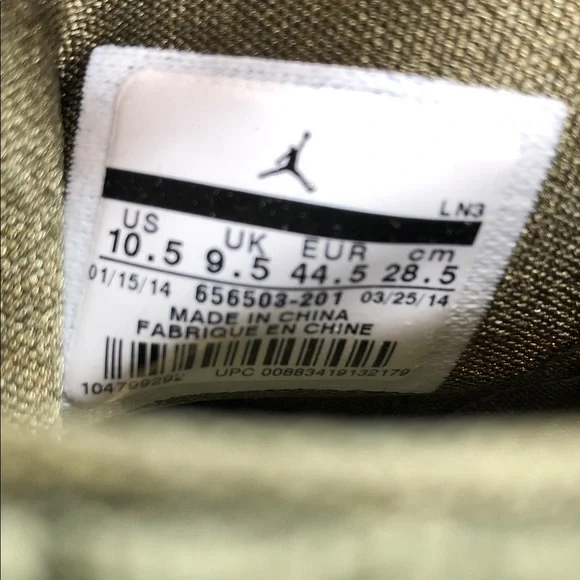 LN3
US UK EUR cm
10.5 9.5 44.5 28.5
01/15/14 656503-201 03/25/14
MADE IN CHINA
FABRIQUE EN CHINE
104799292 UPC 00883419132179